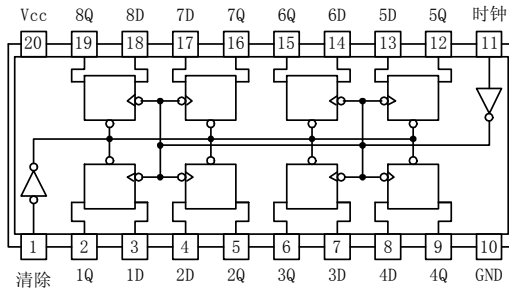 Vcc 8Q 8D 7D 7Q 6Q 6D 5D 5Q 时钟
20 19 18 17 16 15 14 13 12 11
1 2 3 4 5 6 7 8 9 10
清除 1Q 1D 2D 2Q 3Q 3D 4D 4Q GND